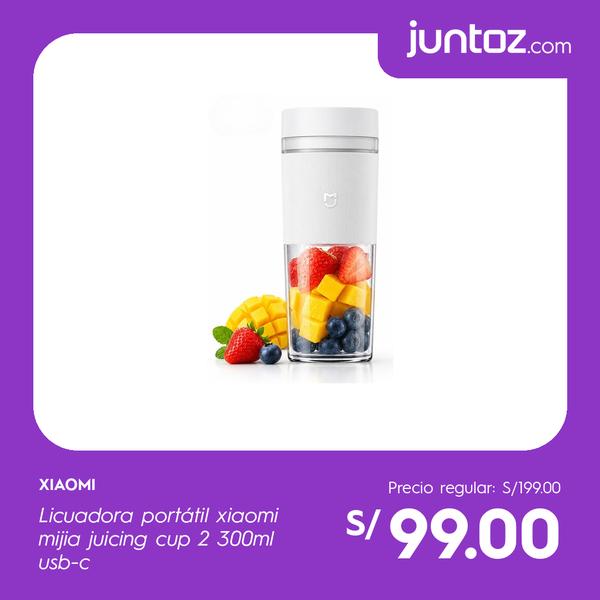 juntoz.com
XIAOMI
Licuadora portátil xiaomi
mijia juicing cup 2 300ml
usb-c
Precio regular: S/199.00
S/99.00